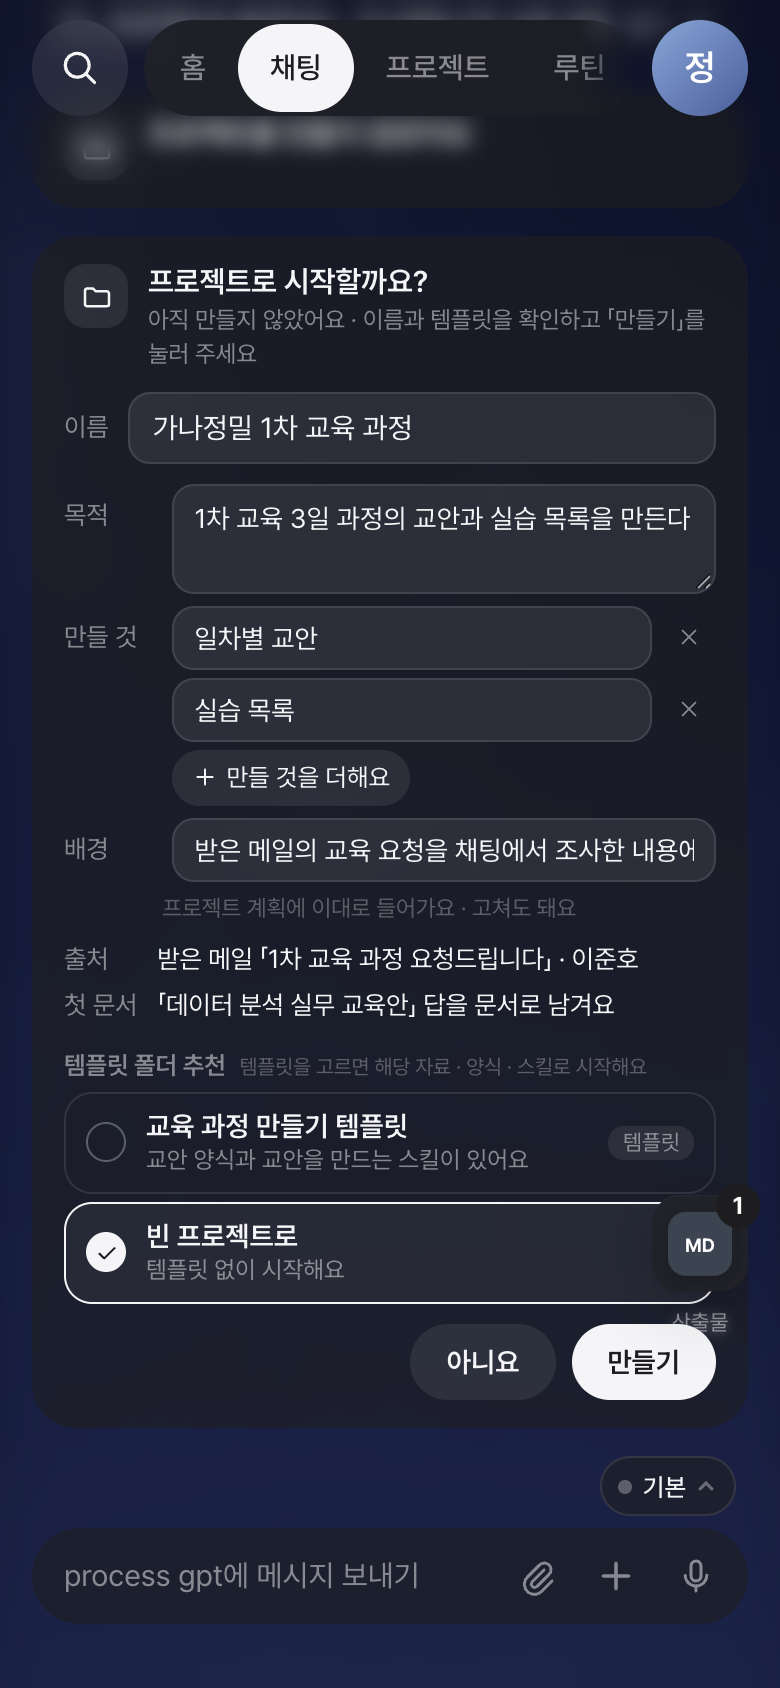 홈 채팅 프로젝트 루틴 정
프로젝트로 시작할까요?
아직 만들지 않았어요 · 이름과 템플릿을 확인하고 「만들기」를
눌러 주세요
이름 가나정밀 1차 교육 과정
목적 1차 교육 3일 과정의 교안과 실습 목록을 만든다
만들 것 일차별 교안
실습 목록
+ 만들 것을 더해요
배경 받은 메일의 교육 요청을 채팅에서 조사한 내용에
프로젝트 계획에 이대로 들어가요 · 고쳐도 돼요
출처 받은 메일 「1차 교육 과정 요청드립니다」 · 이준호
첫 문서 「데이터 분석 실무 교육안」 답을 문서로 남겨요
템플릿 폴더 추천 템플릿을 고르면 해당 자료 · 양식 · 스킬로 시작해요
교육 과정 만들기 템플릿
교안 양식과 교안을 만드는 스킬이 있어요
템플릿
빈 프로젝트로
템플릿 없이 시작해요
1
MD
산출물
아니요 만들기
기본
process gpt에 메시지 보내기